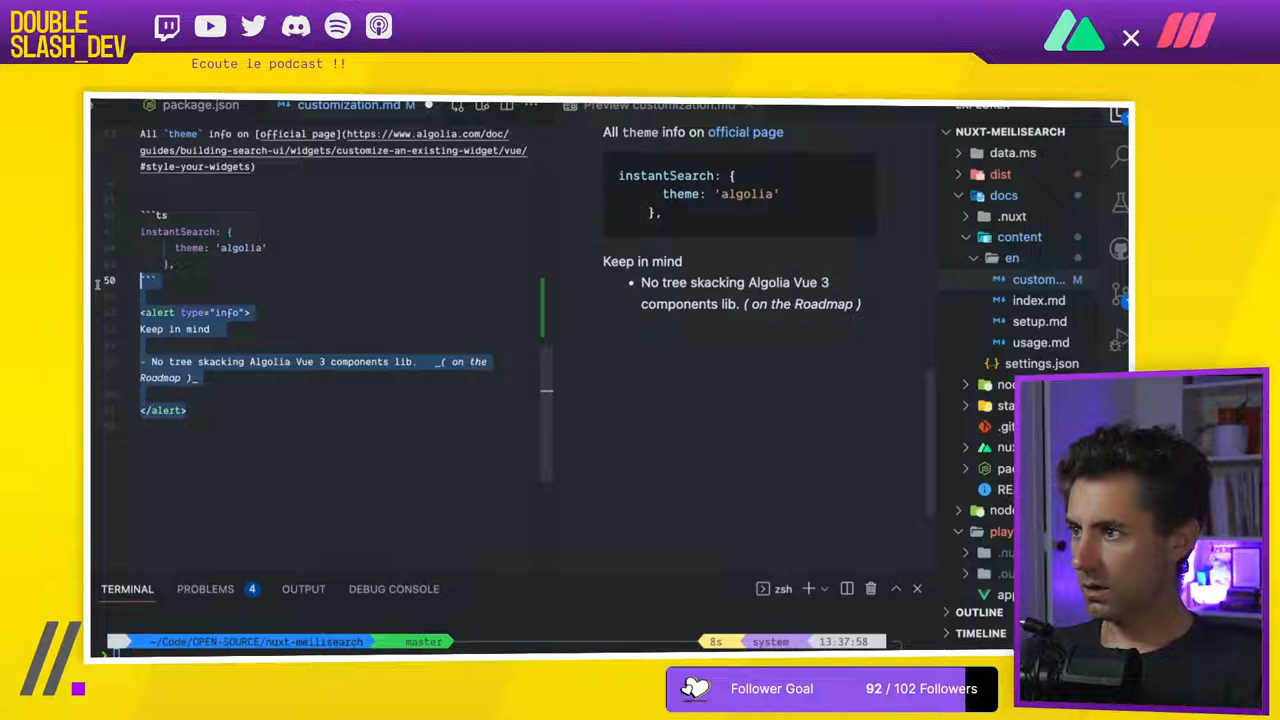 DOUBLE
SLASH_DEV
Ecoute le podcast !!
package.json
customization.md M
Preview customization.md
EXPLORER
All `theme` info on [official page](https://www.algolia.com/doc/
guides/building-search-ui/widgets/customize-an-existing-widget/vue/
#style-your-widgets)
```ts
instantSearch: {
theme: 'algolia'
},
50 ```
<alert type="info">
Keep in mind
- No tree skacking Algolia Vue 3 components lib. _( on the
Roadmap )_
</alert>
All theme info on official page
instantSearch: {
theme: 'algolia'
},
Keep in mind
• No tree skacking Algolia Vue 3
components lib. ( on the Roadmap )
NUXT-MEILISEARCH
data.ms
dist
docs
.nuxt
content
en
custom... M
index.md
setup.md
usage.md
settings.json
RE
play
OUTLINE
TIMELINE
TERMINAL
PROBLEMS 4
OUTPUT
DEBUG CONSOLE
zsh
~/Code/OPEN-SOURCE/nuxt-meilisearch
master
8s
system
13:37:58
Follower Goal
92 / 102 Followers